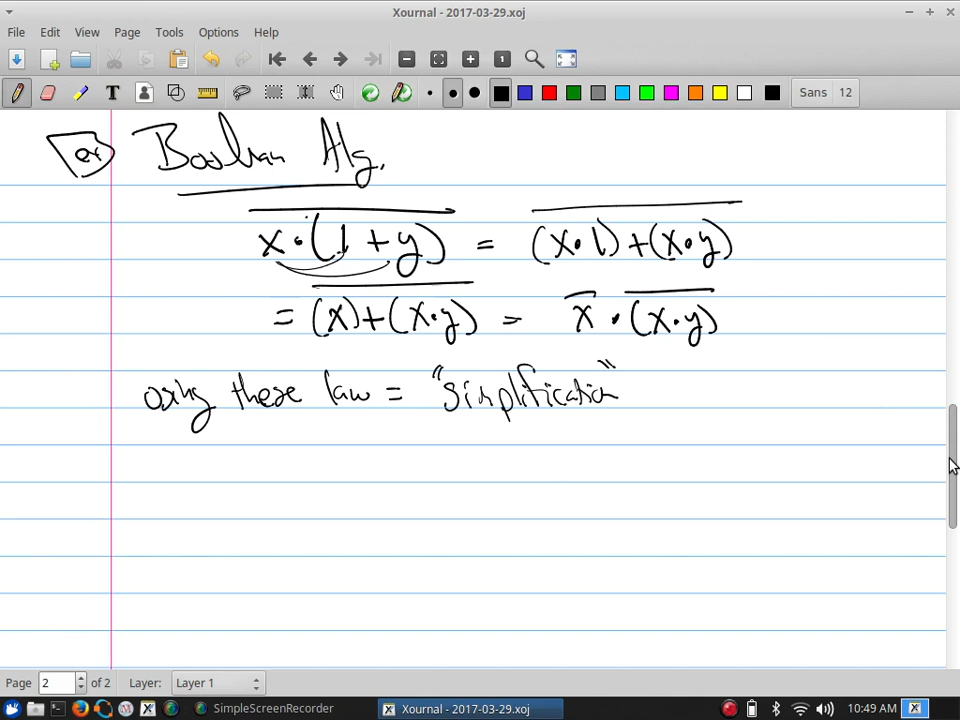 Xournal - 2017-03-29.xoj
File Edit View Page Tools Options Help
Sans 12
ex Boolean Alg.
x·(1+y) = (x·1)+(x·y)
= (x)+(x·y) = x̅ · (x·y)
using these law = "simplification"
Page 2 of 2 Layer: Layer 1
SimpleScreenRecorder Xournal - 2017-03-29.xoj 10:49 AM